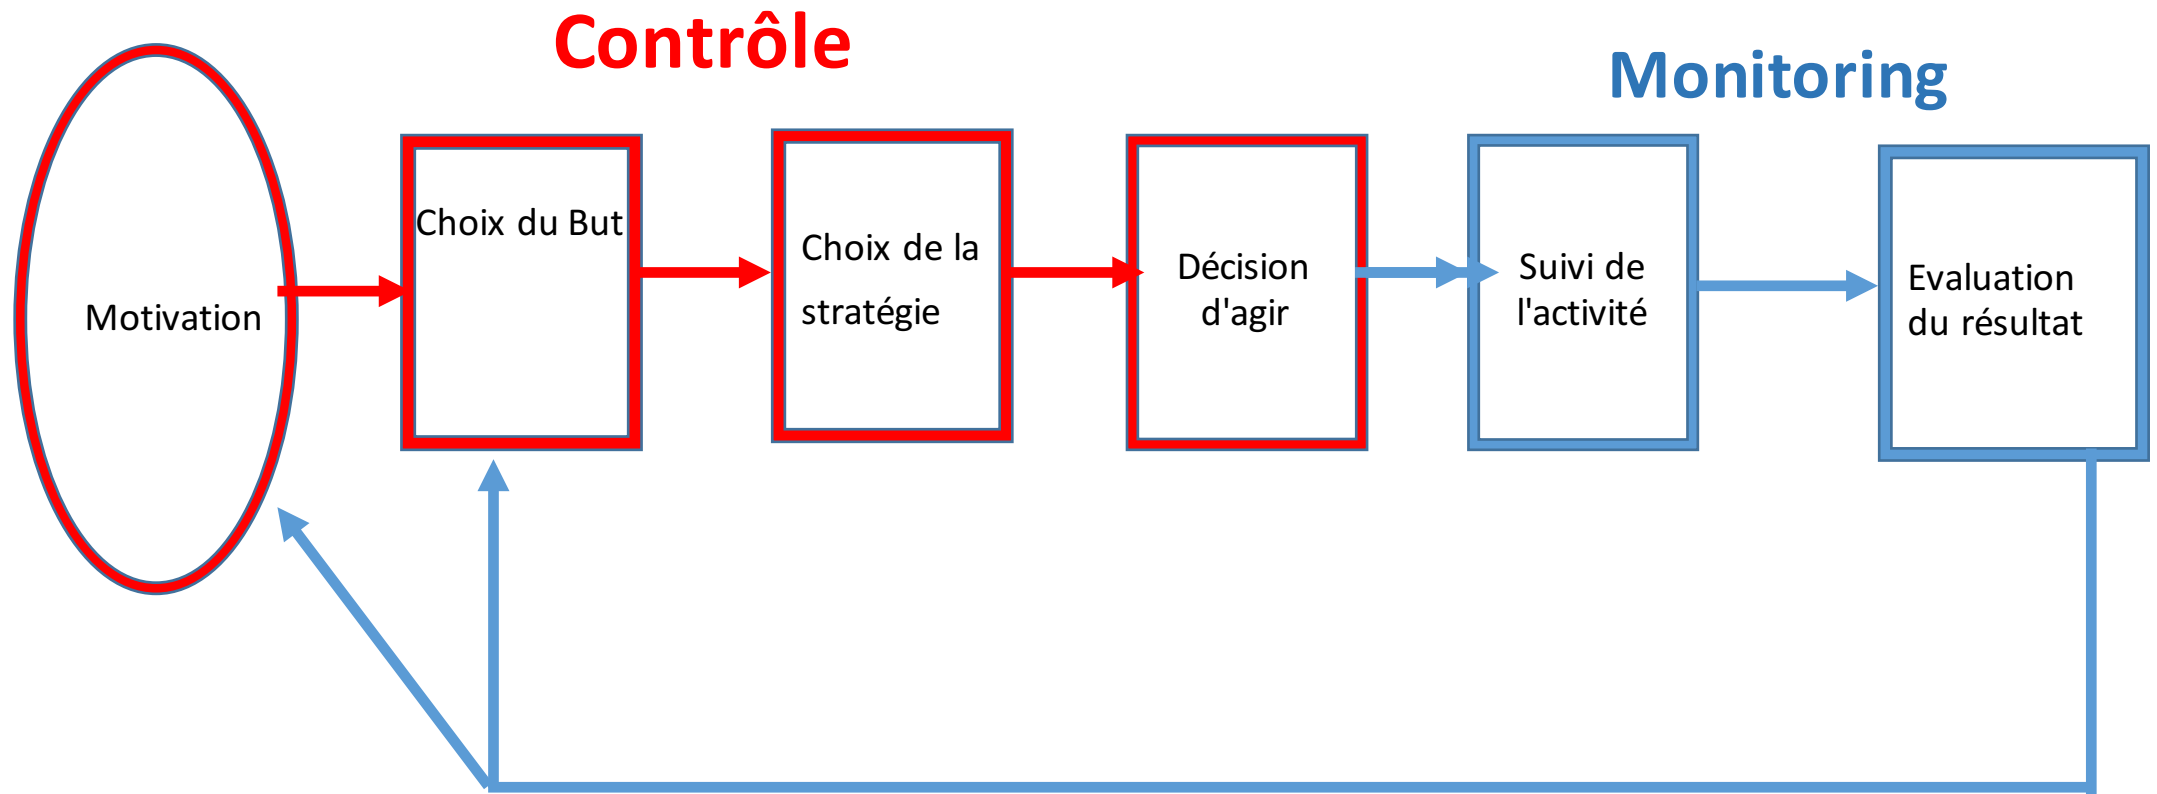 Contrôle
Monitoring
Motivation
Choix du But
Choix de la
stratégie
Décision
d'agir
Suivi de
l'activité
Evaluation
du résultat